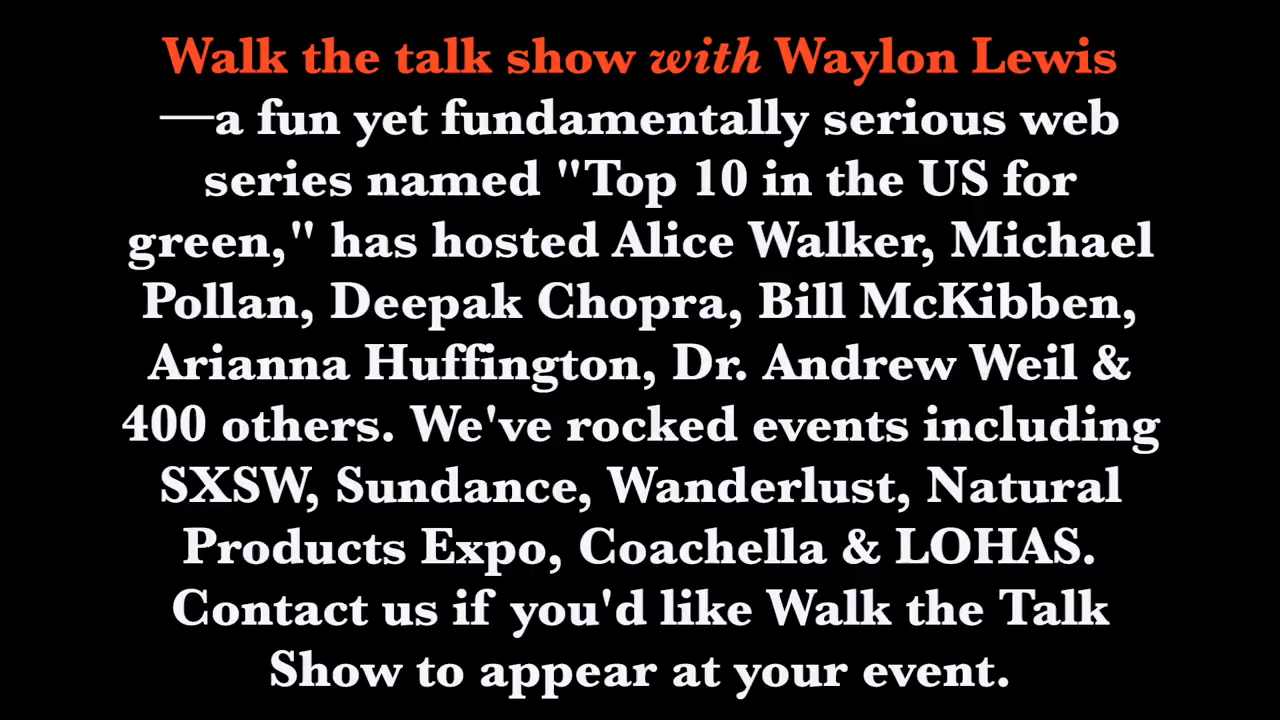 Walk the talk show with Waylon Lewis
—a fun yet fundamentally serious web
series named "Top 10 in the US for
green," has hosted Alice Walker, Michael
Pollan, Deepak Chopra, Bill McKibben,
Arianna Huffington, Dr. Andrew Weil &
400 others. We've rocked events including
SXSW, Sundance, Wanderlust, Natural
Products Expo, Coachella & LOHAS.
Contact us if you'd like Walk the Talk
Show to appear at your event.